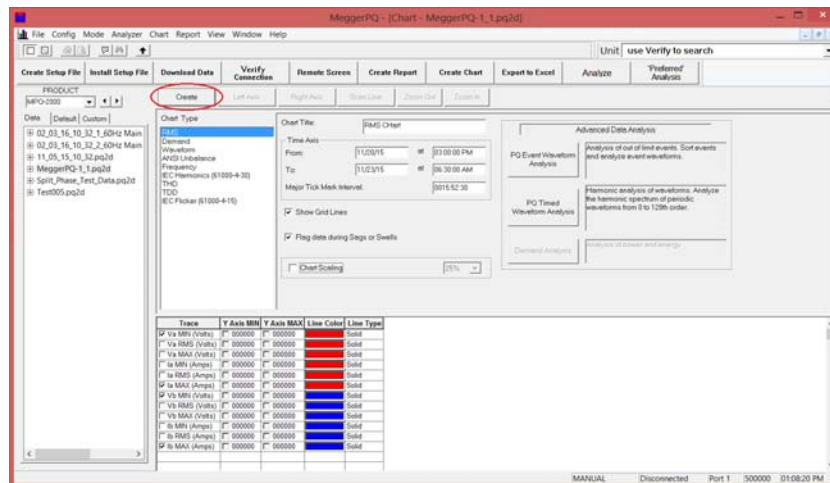 MeggerPQ - [Chart - MeggerPQ-1_1.pq2d]
File Config Mode Analyzer Chart Report View Window Help
Unit use Verify to search
Create Setup File Install Setup File Download Data Verify Connection Remote Screen Create Report Create Chart Export to Excel Analyze 'Preferred' Analysis
PRODUCT
MPQ-2000
Create Left Axis Right Axis Scan Line Zoom Out Zoom In
Data Default Custom
02_03_16_10_32_1_60Hz Main
02_03_16_10_32_2_60Hz Main
11_05_15_10_32.pq2d
MeggerPQ-1_1.pq2d
Split_Phase_Test_Data.pq2d
Test005.pq2d
Chart Type
RMS
Demand
Waveform
ANSI Unbalance
Frequency
IEC Harmonics (61000-4-30)
THD
TDD
IEC Flicker (61000-4-15)
Chart Title: RMS CHart
Time Axis
From: 11/20/15 at 03:00:00 PM
To: 11/23/15 at 06:30:00 AM
Major Tick Mark Interval: 0015:52:30
Show Grid Lines
Flag data during Sags or Swells
Chart Scaling 25%
Advanced Data Analysis
PQ Event Waveform Analysis
Analysis of out of limit events. Sort events and analyze event waveforms.
PQ Timed Waveform Analysis
Harmonic analysis of waveforms. Analyze the harmonic spectrum of periodic waveforms from 0 to 128th order.
Demand Analysis
Analysis of power and energy.
Trace Y Axis MIN Y Axis MAX Line Color Line Type
Va MIN (Volts) 000000 000000 Solid
Va RMS (Volts) 000000 000000 Solid
Va MAX (Volts) 000000 000000 Solid
Ia MIN (Amps) 000000 000000 Solid
Ia RMS (Amps) 000000 000000 Solid
Ia MAX (Amps) 000000 000000 Solid
Vb MIN (Volts) 000000 000000 Solid
Vb RMS (Volts) 000000 000000 Solid
Vb MAX (Volts) 000000 000000 Solid
Ib MIN (Amps) 000000 000000 Solid
Ib RMS (Amps) 000000 000000 Solid
Ib MAX (Amps) 000000 000000 Solid
MANUAL Disconnected Port 1 500000 01:08:20 PM